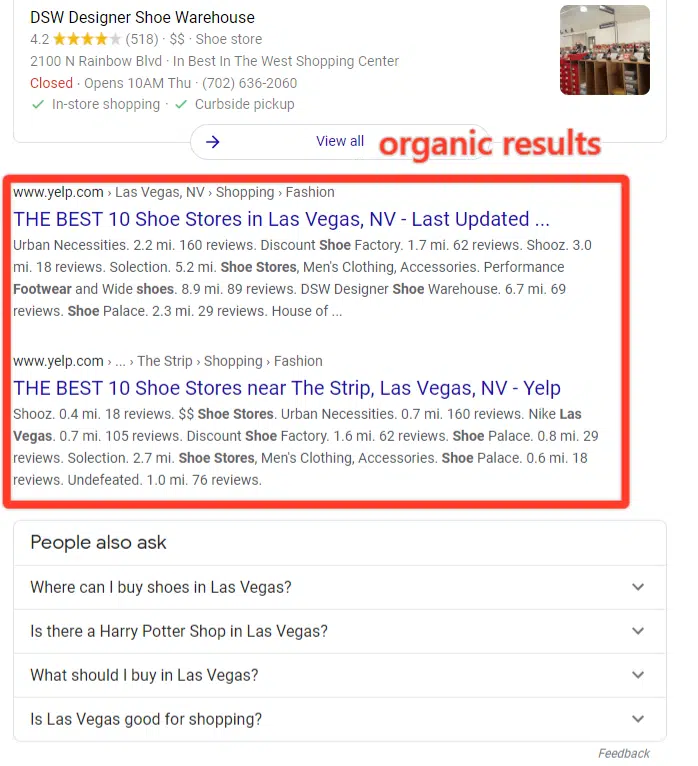 DSW Designer Shoe Warehouse
4.2 (518) · $$ · Shoe store
2100 N Rainbow Blvd · In Best In The West Shopping Center
Closed · Opens 10AM Thu · (702) 636-2060
In-store shopping · Curbside pickup
View all
organic results
www.yelp.com › Las Vegas, NV › Shopping › Fashion
THE BEST 10 Shoe Stores in Las Vegas, NV - Last Updated ...
Urban Necessities. 2.2 mi. 160 reviews. Discount Shoe Factory. 1.7 mi. 62 reviews. Shooz. 3.0
mi. 18 reviews. Solection. 5.2 mi. Shoe Stores, Men's Clothing, Accessories. Performance
Footwear and Wide shoes. 8.9 mi. 89 reviews. DSW Designer Shoe Warehouse. 6.7 mi. 69
reviews. Shoe Palace. 2.3 mi. 29 reviews. House of ...
www.yelp.com › ... › The Strip › Shopping › Fashion
THE BEST 10 Shoe Stores near The Strip, Las Vegas, NV - Yelp
Shooz. 0.4 mi. 18 reviews. $$ Shoe Stores. Urban Necessities. 0.7 mi. 160 reviews. Nike Las
Vegas. 0.7 mi. 105 reviews. Discount Shoe Factory. 1.6 mi. 62 reviews. Shoe Palace. 0.8 mi. 29
reviews. Solection. 2.7 mi. Shoe Stores, Men's Clothing, Accessories. Shoe Palace. 0.6 mi. 18
reviews. Undefeated. 1.0 mi. 76 reviews.
People also ask
Where can I buy shoes in Las Vegas?
Is there a Harry Potter Shop in Las Vegas?
What should I buy in Las Vegas?
Is Las Vegas good for shopping?
Feedback